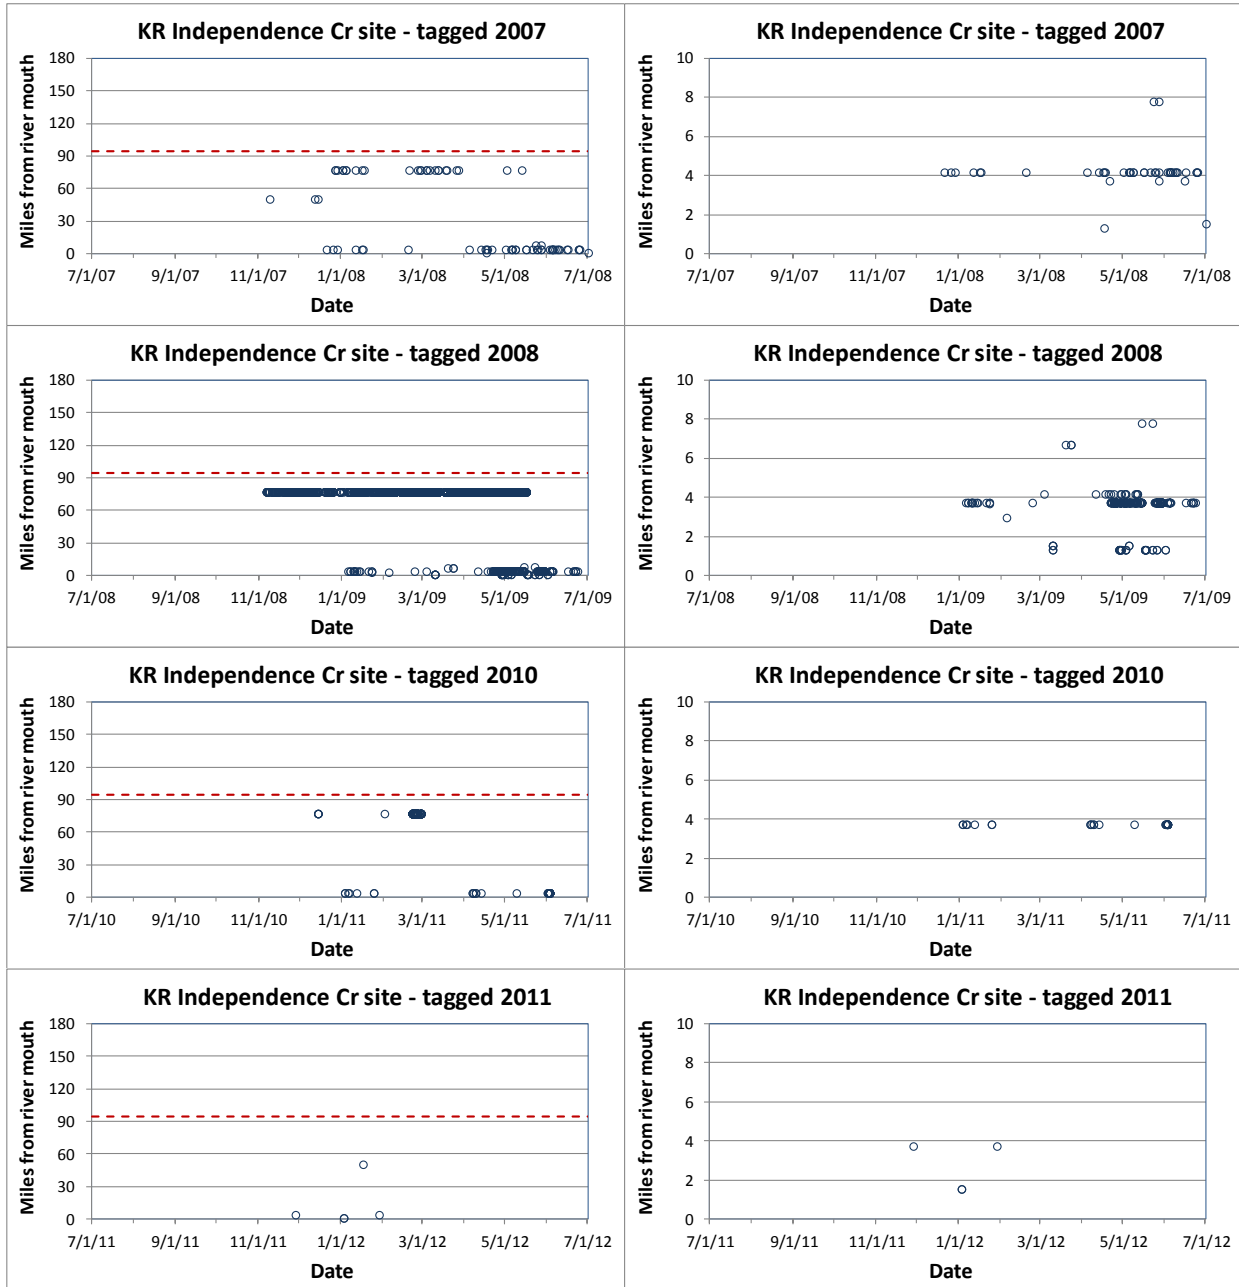 KR Independence Cr site - tagged 2007
Miles from river mouth
180
150
120
90
60
30
0
7/1/07 9/1/07 11/1/07 1/1/08 3/1/08 5/1/08 7/1/08
Date
KR Independence Cr site - tagged 2007
Miles from river mouth
10
8
6
4
2
0
7/1/07 9/1/07 11/1/07 1/1/08 3/1/08 5/1/08 7/1/08
Date
KR Independence Cr site - tagged 2008
Miles from river mouth
180
150
120
90
60
30
0
7/1/08 9/1/08 11/1/08 1/1/09 3/1/09 5/1/09 7/1/09
Date
KR Independence Cr site - tagged 2008
Miles from river mouth
10
8
6
4
2
0
7/1/08 9/1/08 11/1/08 1/1/09 3/1/09 5/1/09 7/1/09
Date
KR Independence Cr site - tagged 2010
Miles from river mouth
180
150
120
90
60
30
0
7/1/10 9/1/10 11/1/10 1/1/11 3/1/11 5/1/11 7/1/11
Date
KR Independence Cr site - tagged 2010
Miles from river mouth
10
8
6
4
2
0
7/1/10 9/1/10 11/1/10 1/1/11 3/1/11 5/1/11 7/1/11
Date
KR Independence Cr site - tagged 2011
Miles from river mouth
180
150
120
90
60
30
0
7/1/11 9/1/11 11/1/11 1/1/12 3/1/12 5/1/12 7/1/12
Date
KR Independence Cr site - tagged 2011
Miles from river mouth
10
8
6
4
2
0
7/1/11 9/1/11 11/1/11 1/1/12 3/1/12 5/1/12 7/1/12
Date